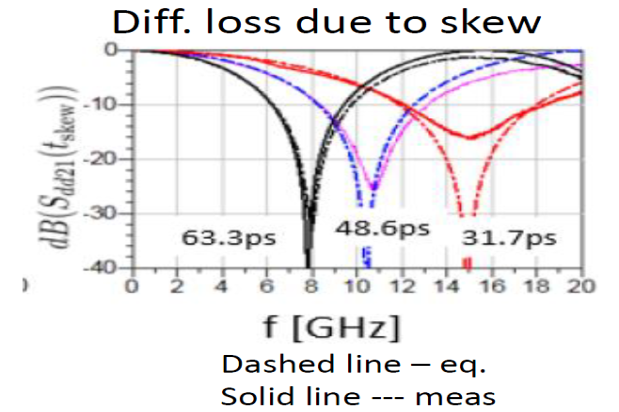 Diff. loss due to skew
dB(Sdd21(tskew))
0
-10
-20
-30
-40
63.3ps 48.6ps 31.7ps
0 2 4 6 8 10 12 14 16 18 20
f [GHz]
Dashed line – eq.
Solid line --- meas